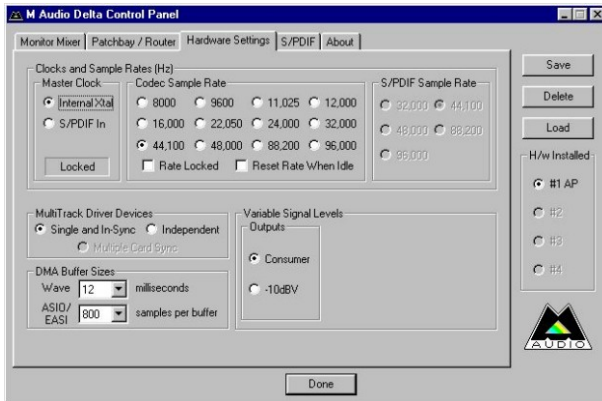 M Audio Delta Control Panel
Monitor Mixer Patchbay / Router Hardware Settings S/PDIF About
Clocks and Sample Rates (Hz)
Master Clock
Internal Xtal
S/PDIF In
Locked
Codec Sample Rate
8000 9600 11,025 12,000
16,000 22,050 24,000 32,000
44,100 48,000 88,200 96,000
Rate Locked Reset Rate When Idle
S/PDIF Sample Rate
32,000 44,100
48,000 88,200
96,000
MultiTrack Driver Devices
Single and In-Sync Independent
Multiple Card Sync
DMA Buffer Sizes
Wave 12 milliseconds
ASIO/
EASI 800 samples per buffer
Variable Signal Levels
Outputs
Consumer
-10dBV
Save
Delete
Load
H/w Installed
#1 AP
#2
#3
#4
M
AUDIO
Done